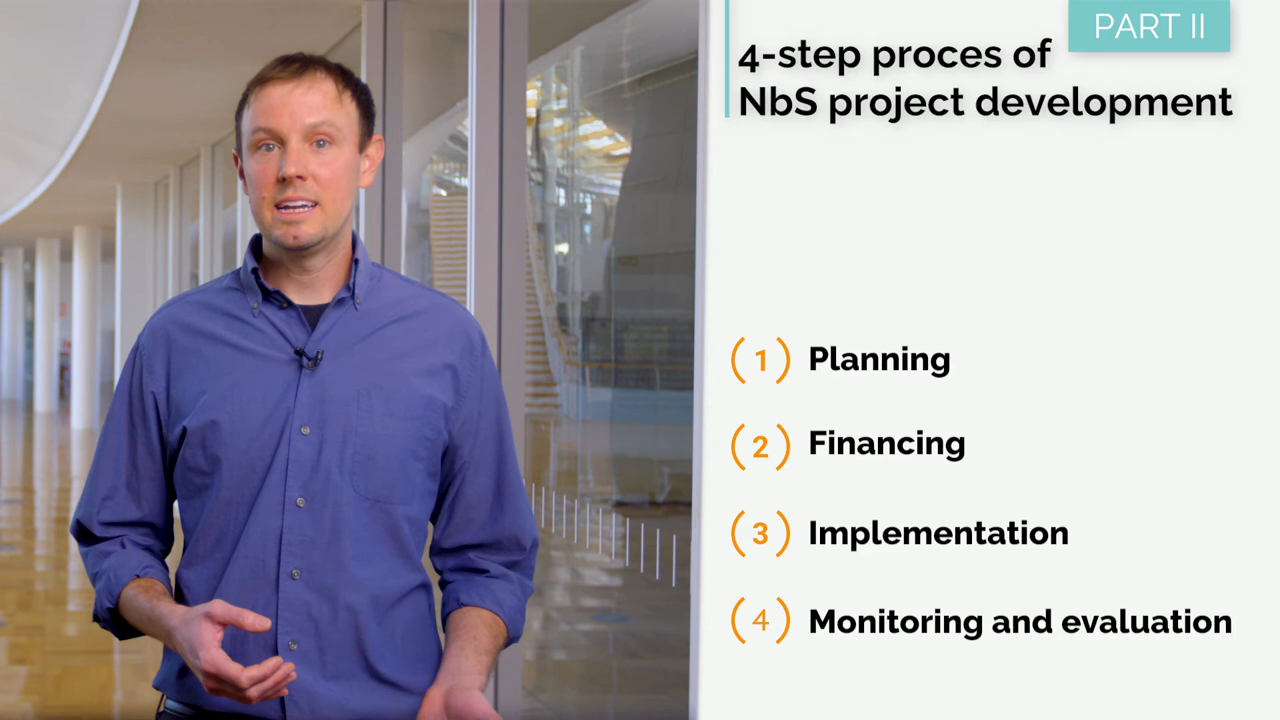 PART II
4-step proces of
NbS project development
( 1 ) Planning
( 2 ) Financing
( 3 ) Implementation
( 4 ) Monitoring and evaluation